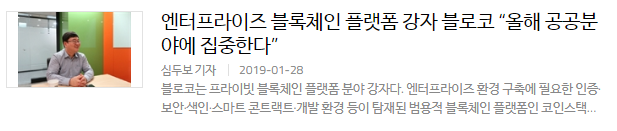 엔터프라이즈 블록체인 플랫폼 강자 블로코 “올해 공공분
야에 집중한다”
심두보 기자 | 2019-01-28
블로코는 프라이빗 블록체인 플랫폼 분야 강자다. 엔터프라이즈 환경 구축에 필요한 인증·
보안·색인·스마트 콘트랙트·개발 환경 등이 탑재된 범용적 블록체인 플랫폼인 코인스택...